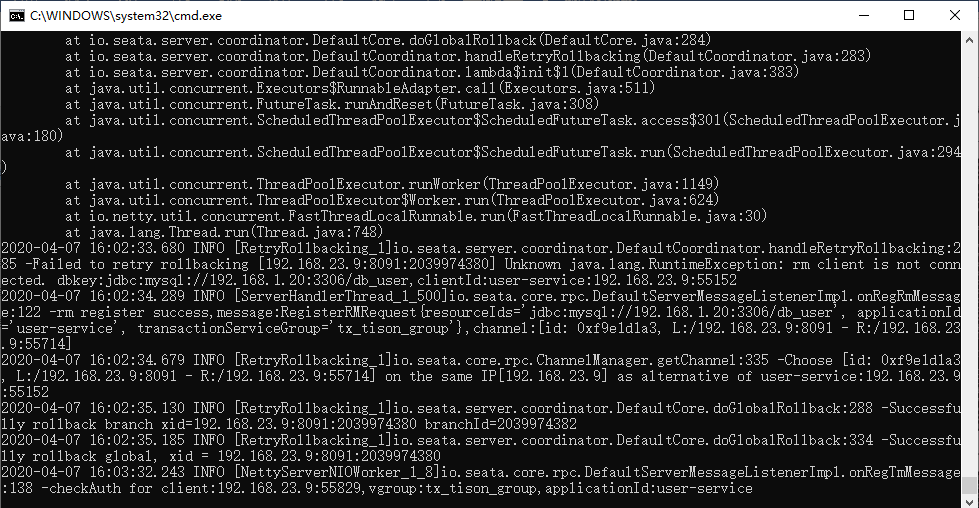 C:\WINDOWS\system32\cmd.exe
at io.seata.server.coordinator.DefaultCore.doGlobalRollback(DefaultCore.java:284)
at io.seata.server.coordinator.DefaultCoordinator.handleRetryRollbacking(DefaultCoordinator.java:283)
at io.seata.server.coordinator.DefaultCoordinator.lambda$init$1(DefaultCoordinator.java:383)
at java.util.concurrent.Executors$RunnableAdapter.call(Executors.java:511)
at java.util.concurrent.FutureTask.runAndReset(FutureTask.java:308)
at java.util.concurrent.ScheduledThreadPoolExecutor$ScheduledFutureTask.access$301(ScheduledThreadPoolExecutor.j
ava:180)
at java.util.concurrent.ScheduledThreadPoolExecutor$ScheduledFutureTask.run(ScheduledThreadPoolExecutor.java:294
)
at java.util.concurrent.ThreadPoolExecutor.runWorker(ThreadPoolExecutor.java:1149)
at java.util.concurrent.ThreadPoolExecutor$Worker.run(ThreadPoolExecutor.java:624)
at io.netty.util.concurrent.FastThreadLocalRunnable.run(FastThreadLocalRunnable.java:30)
at java.lang.Thread.run(Thread.java:748)
2020-04-07 16:02:33.680 INFO [RetryRollbacking_1]io.seata.server.coordinator.DefaultCoordinator.handleRetryRollbacking:2
85 -Failed to retry rollbacking [192.168.23.9:8091:2039974380] Unknown java.lang.RuntimeException: rm client is not conn
ected. dbkey:jdbc:mysql://192.168.1.20:3306/db_user,clientId:user-service:192.168.23.9:55152
2020-04-07 16:02:34.289 INFO [ServerHandlerThread_1_500]io.seata.core.rpc.DefaultServerMessageListenerImpl.onRegRmMessag
e:122 -rm register success,message:RegisterRMRequest{resourceIds='jdbc:mysql://192.168.1.20:3306/db_user', applicationId
='user-service', transactionServiceGroup='tx_tison_group'},channel:[id: 0xf9e1d1a3, L:/192.168.23.9:8091 - R:/192.168.23
.9:55714]
2020-04-07 16:02:34.679 INFO [RetryRollbacking_1]io.seata.core.rpc.ChannelManager.getChannel:335 -Choose [id: 0xf9e1d1a3
, L:/192.168.23.9:8091 - R:/192.168.23.9:55714] on the same IP[192.168.23.9] as alternative of user-service:192.168.23.9
:55152
2020-04-07 16:02:35.130 INFO [RetryRollbacking_1]io.seata.server.coordinator.DefaultCore.doGlobalRollback:288 -Successfu
lly rollback branch xid=192.168.23.9:8091:2039974380 branchId=2039974382
2020-04-07 16:02:35.185 INFO [RetryRollbacking_1]io.seata.server.coordinator.DefaultCore.doGlobalRollback:334 -Successfu
lly rollback global, xid = 192.168.23.9:8091:2039974380
2020-04-07 16:03:32.243 INFO [NettyServerNIOWorker_1_8]io.seata.core.rpc.DefaultServerMessageListenerImpl.onRegTmMessage
:138 -checkAuth for client:192.168.23.9:55829,vgroup:tx_tison_group,applicationId:user-service